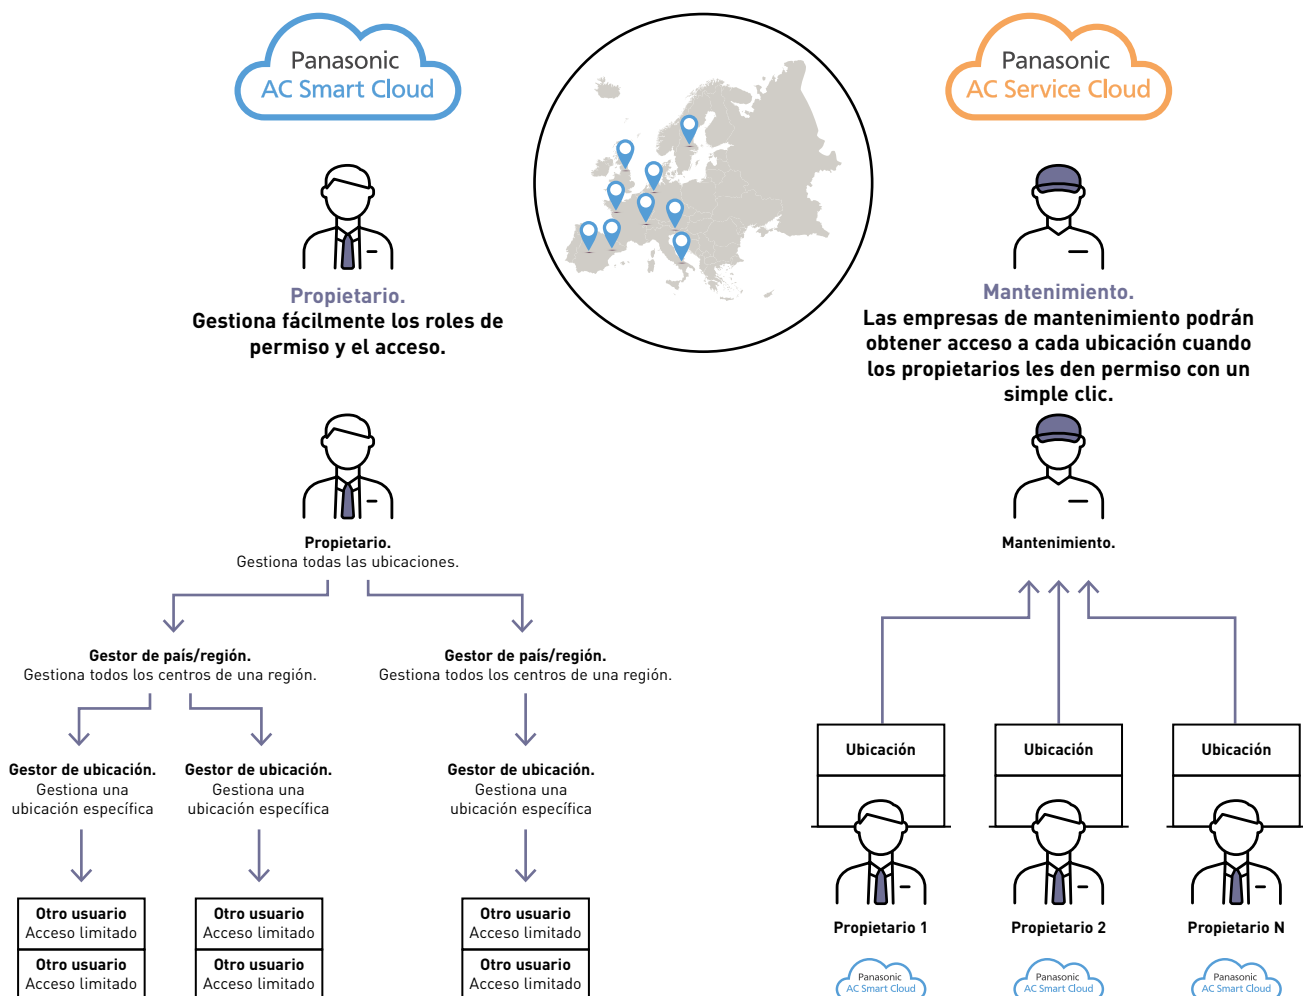 Panasonic
AC Smart Cloud
Propietario.
Gestiona fácilmente los roles de
permiso y el acceso.
Panasonic
AC Service Cloud
Mantenimiento.
Las empresas de mantenimiento podrán
obtener acceso a cada ubicación cuando
los propietarios les den permiso con un
simple clic.
Propietario.
Gestiona todas las ubicaciones.
Gestor de país/región.
Gestiona todos los centros de una región.
Gestor de país/región.
Gestiona todos los centros de una región.
Gestor de ubicación.
Gestiona una
ubicación específica
Gestor de ubicación.
Gestiona una
ubicación específica
Gestor de ubicación.
Gestiona una
ubicación específica
Otro usuario
Acceso limitado
Otro usuario
Acceso limitado
Otro usuario
Acceso limitado
Otro usuario
Acceso limitado
Otro usuario
Acceso limitado
Otro usuario
Acceso limitado
Mantenimiento.
Ubicación
Ubicación
Ubicación
Propietario 1
Propietario 2
Propietario N
Panasonic
AC Smart Cloud
Panasonic
AC Smart Cloud
Panasonic
AC Smart Cloud